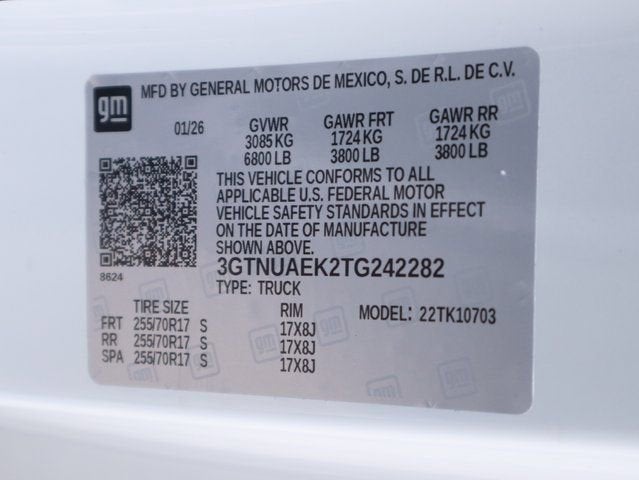 gm
MFD BY GENERAL MOTORS DE MEXICO, S. DE R.L. DE C.V.
01/26 GVWR GAWR FRT GAWR RR
3085 KG 1724 KG 1724 KG
6800 LB 3800 LB 3800 LB
THIS VEHICLE CONFORMS TO ALL
APPLICABLE U.S. FEDERAL MOTOR
VEHICLE SAFETY STANDARDS IN EFFECT
ON THE DATE OF MANUFACTURE
SHOWN ABOVE.
8624
3GTNUAEK2TG242282
TYPE: TRUCK
TIRE SIZE RIM MODEL: 22TK10703
FRT 255/70R17 S 17X8J
RR 255/70R17 S 17X8J
SPA 255/70R17 S 17X8J